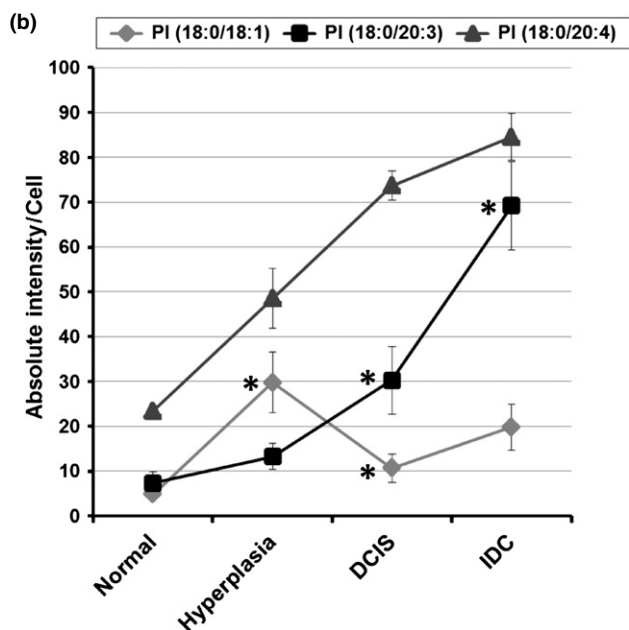 (b)
PI (18:0/18:1) PI (18:0/20:3) PI (18:0/20:4)
Absolute intensity/Cell
100
90
80
70
60
50
40
30
20
10
0
*
*
*
*
Normal
Hyperplasia
DCIS
IDC